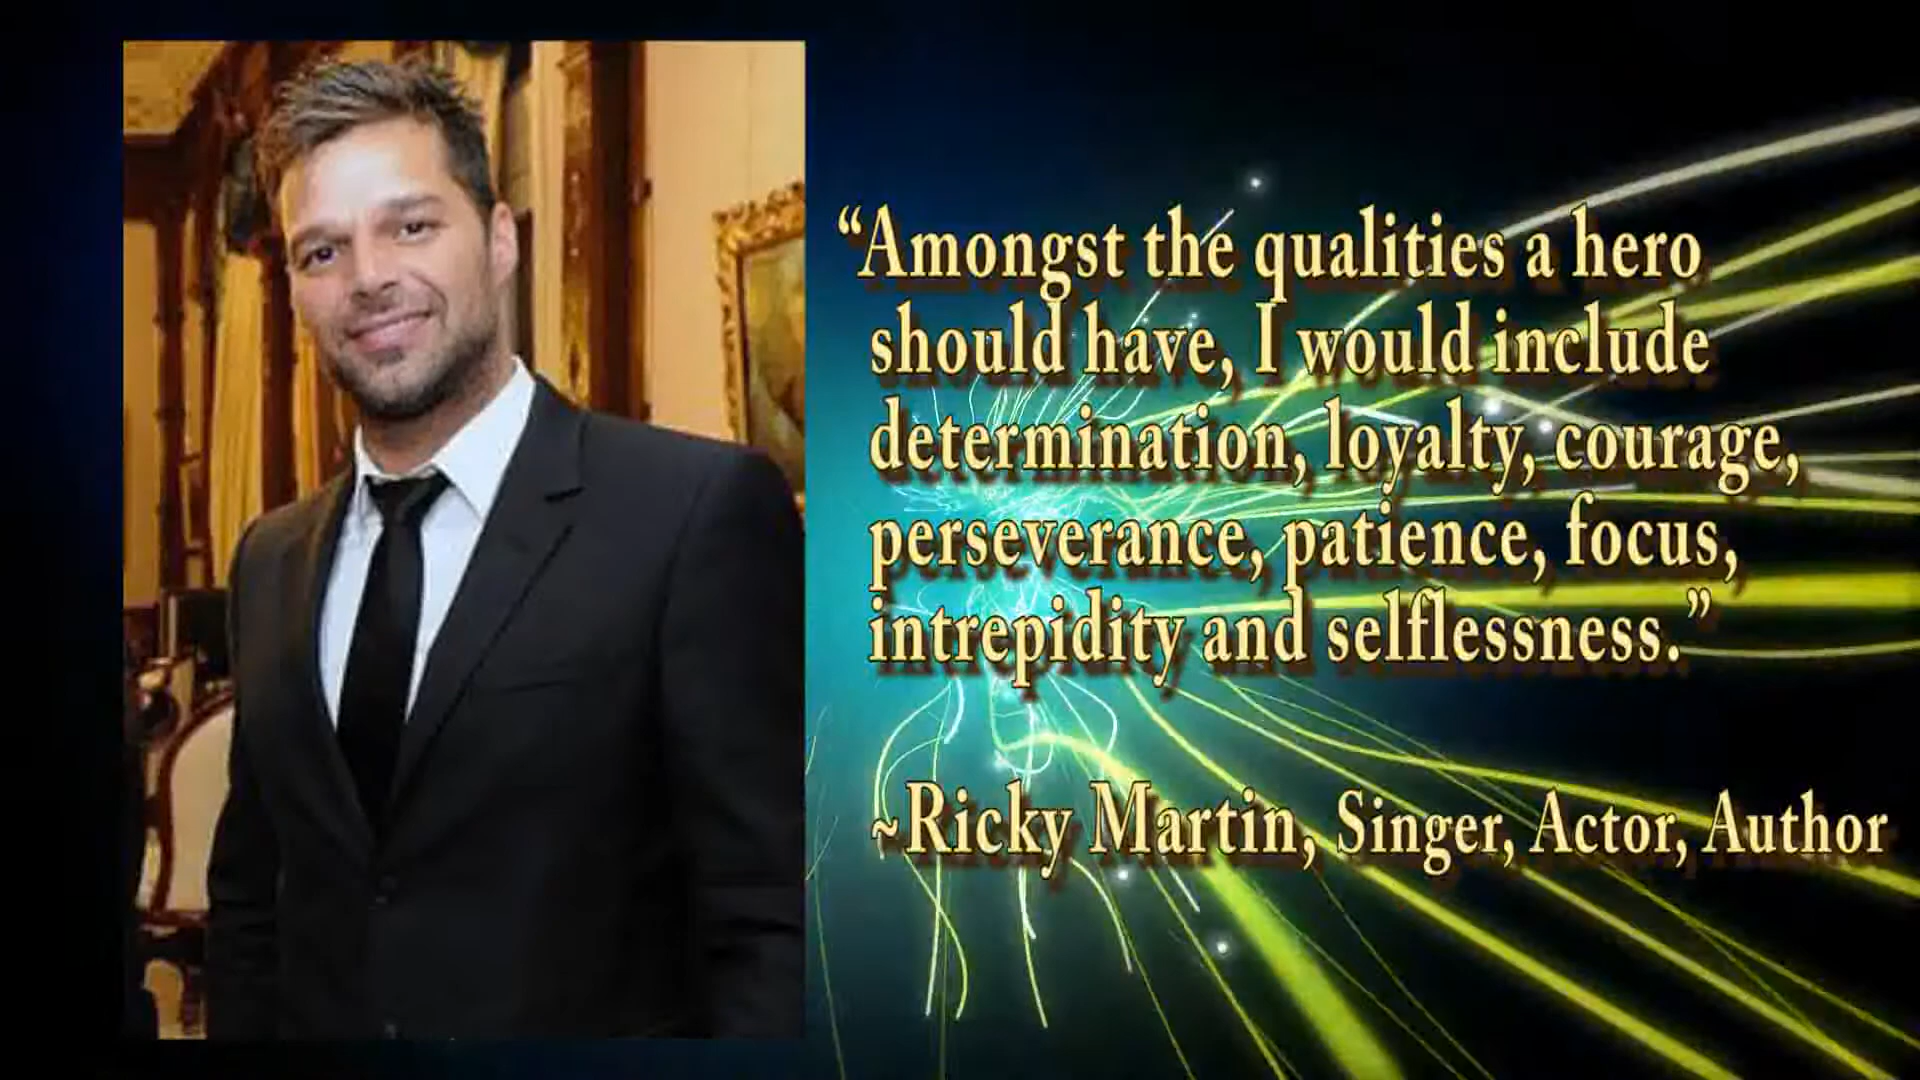 “Amongst the qualities a hero
should have, I would include
determination, loyalty, courage,
perseverance, patience, focus,
intrepidity and selflessness.”
~Ricky Martin, Singer, Actor, Author